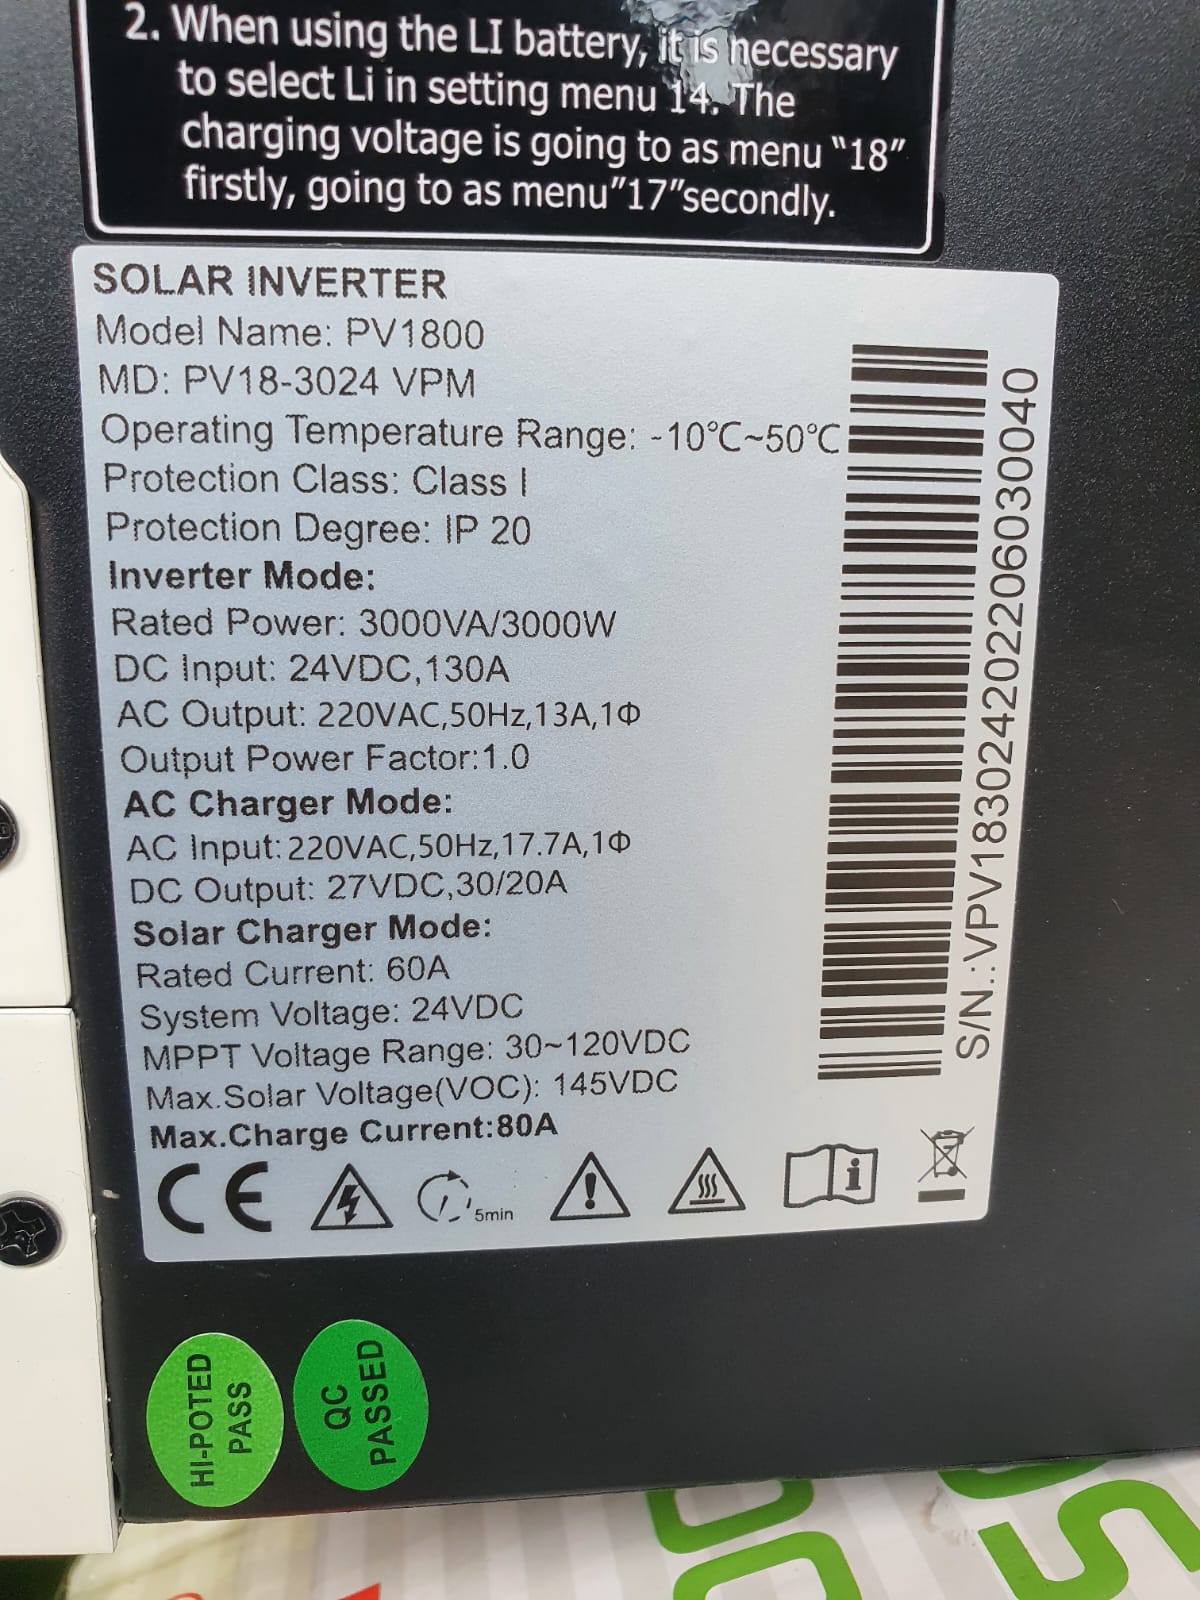 2. When using the LI battery, it is necessary
to select Li in setting menu 14. The
charging voltage is going to as menu "18"
firstly, going to as menu"17"secondly.
SOLAR INVERTER
Model Name: PV1800
MD: PV18-3024 VPM
Operating Temperature Range: -10℃~50℃
Protection Class: Class I
Protection Degree: IP 20
Inverter Mode:
Rated Power: 3000VA/3000W
DC Input: 24VDC,130A
AC Output: 220VAC,50Hz,13A,1Φ
Output Power Factor:1.0
AC Charger Mode:
AC Input:220VAC,50Hz,17.7A,1Φ
DC Output: 27VDC,30/20A
Solar Charger Mode:
Rated Current: 60A
System Voltage: 24VDC
MPPT Voltage Range: 30~120VDC
Max.Solar Voltage(VOC): 145VDC
Max.Charge Current:80A
CE
5min
S/N.:VPV183024202206030040
HI-POTED
PASS
QC
PASSED